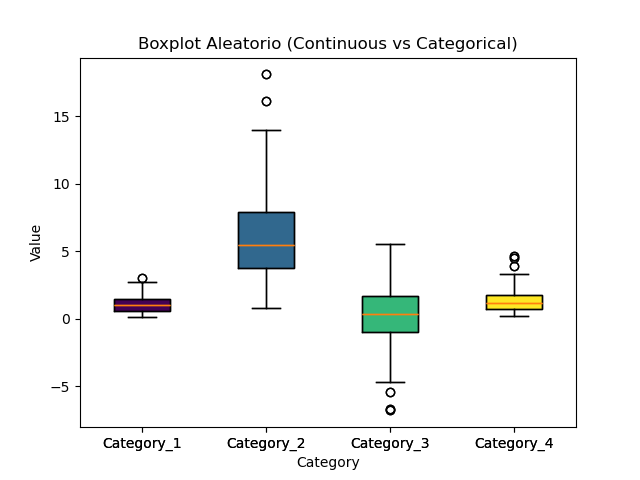 Boxplot Aleatorio (Continuous vs Categorical)
15
10
5
0
−5
Value
Category_1 Category_2 Category_3 Category_4
Category